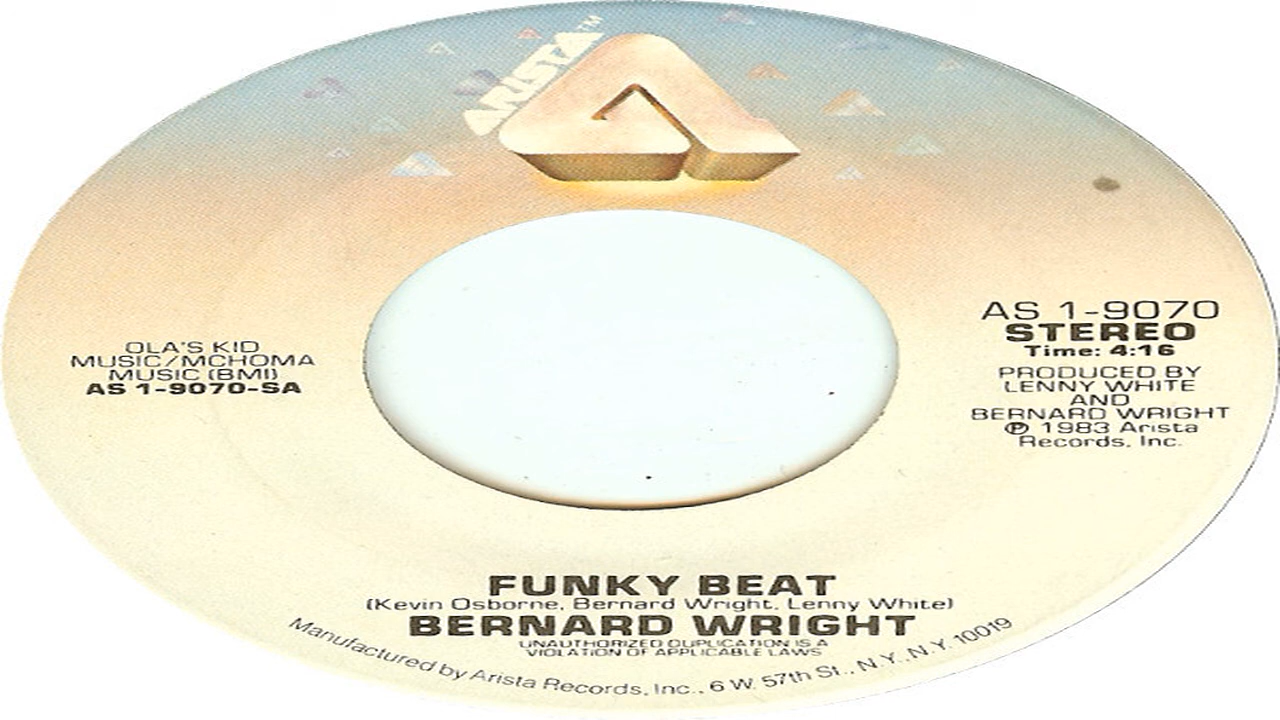 ARISTA™
OLA'S KID
MUSIC/MCHOMA
MUSIC (BMI)
AS 1-9070-SA
AS 1-9070
STEREO
Time: 4:16
PRODUCED BY
LENNY WHITE
AND
BERNARD WRIGHT
℗ 1983 Arista
Records, Inc.
FUNKY BEAT
(Kevin Osborne, Bernard Wright, Lenny White)
BERNARD WRIGHT
UNAUTHORIZED DUPLICATION IS A
VIOLATION OF APPLICABLE LAWS
Manufactured by Arista Records, Inc., 6 W. 57th St., N.Y., N.Y. 10019